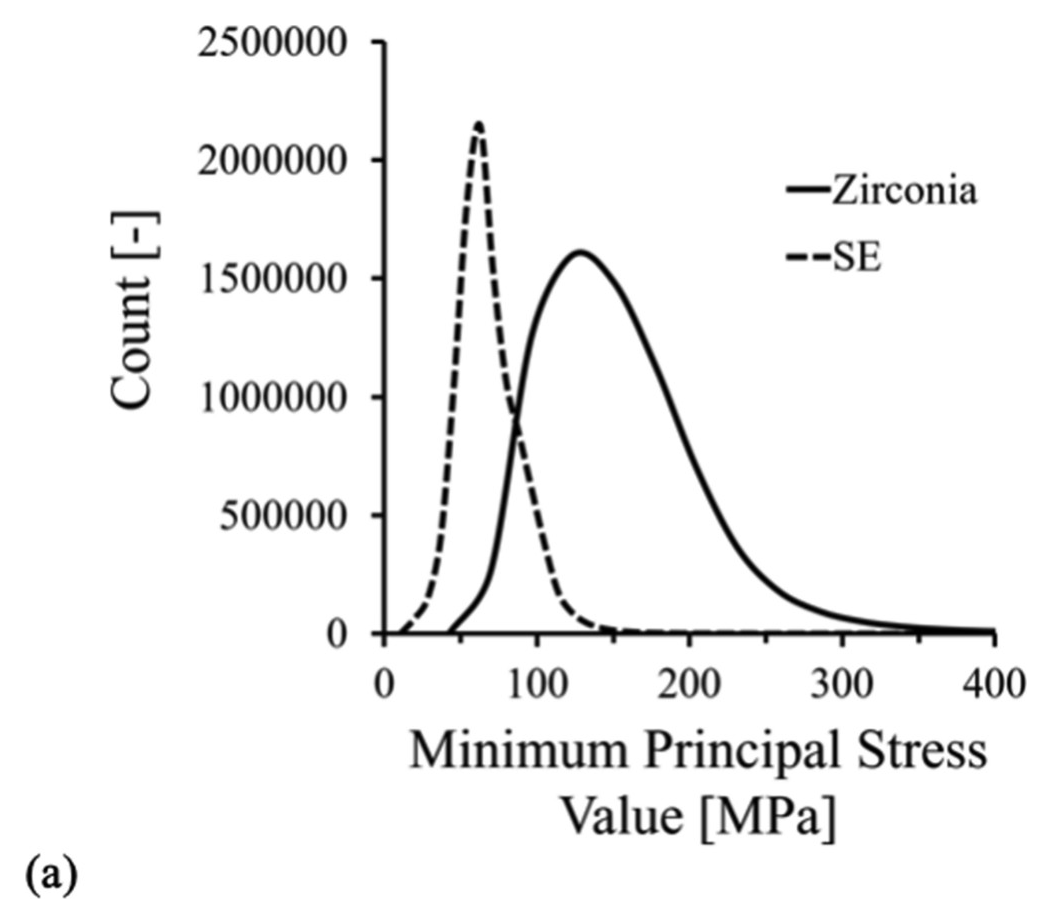 2500000
2000000
1500000
1000000
500000
0
Count [-]
Zirconia
SE
0 100 200 300 400
Minimum Principal Stress
Value [MPa]
(a)